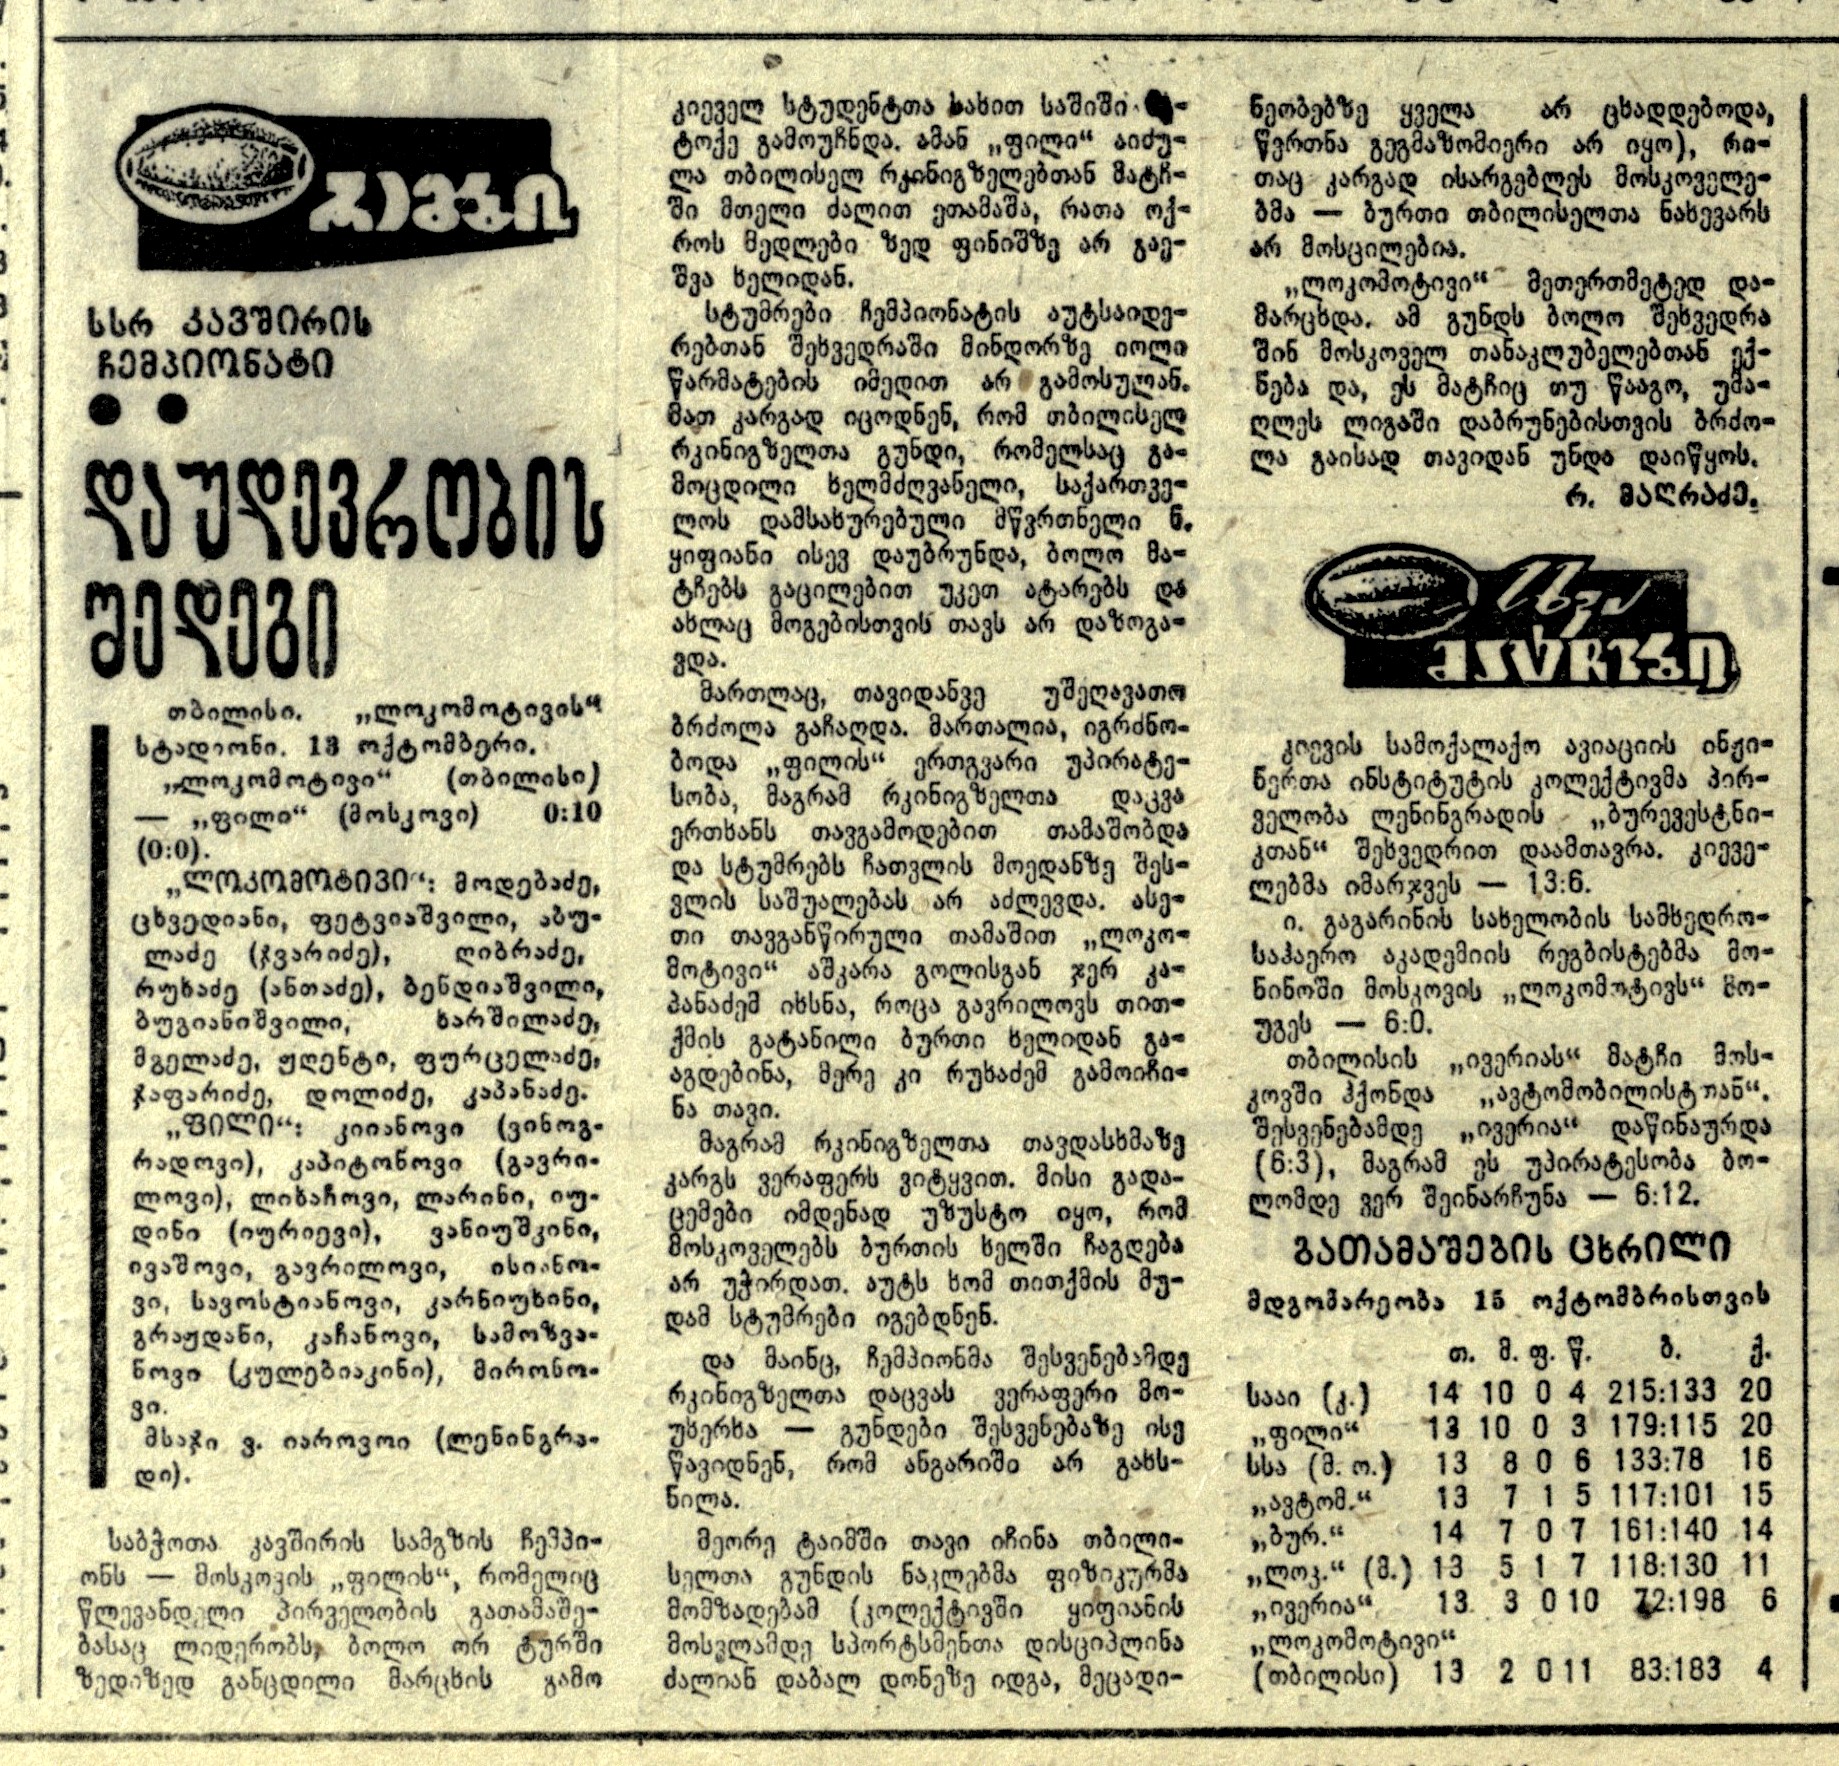 რაგბი
სსრ კავშირის
ჩემპიონატი
დაუდევრობის
შედეგი
თბილისი. „ლოკომოტივის“
სტადიონი. 13 ოქტომბერი.
„ლოკომოტივი“ (თბილისი)
— „ფილი“ (მოსკოვი) 0:10
(0:0).
„ლოკომოტივი“: მოდებაძე,
ცხვედიანი, ფეტვიაშვილი, აბუ-
ლაძე (ჯვარიძე), ღიბრაძე,
რუხაძე (ანთაძე), ბენდიაშვილი,
ბუგიანიშვილი, ხარშილაძე,
მგელაძე, ჟღენტი, ფურცელაძე,
ჯაფარიძე, დოლიძე, კაპანაძე.
„ფილი“: კიიანოვი (ვინოგ-
რადოვი), კაპიტონოვი (გავრი-
ლოვი), ლიხაჩოვი, ლარინი, იუ-
დინი (იურიევი), ვანიუშკინი,
ივაშოვი, გავრილოვი, ისიანო-
ვი, სავოსტიანოვი, კარნიუხინი,
გრაჟდანი, კაჩანოვი, სამოზვა-
ნოვი (კულებიაკინი), მირონო-
ვი.
მსაჯი ვ. იაროვოი (ლენინგრა-
დი).
საბჭოთა კავშირის სამგზის ჩემპი-
ონს — მოსკოვის „ფილის“, რომელიც
წლევანდელი პირველობის გათამაშე-
ბასაც ლიდერობს, ბოლო ორ ტურში
ზედიზედ განცდილი მარცხის გამო
კიეველ სტუდენტთა სახით საშიში
ტოქე გამოუჩნდა. ამან „ფილი“ აიძუ-
ლა თბილისელ რკინიგზელებთან მატჩ-
ში მთელი ძალით ეთამაშა, რათა ოქ-
როს მედლები ზედ ფინიშზე არ გაე-
შვა ხელიდან.
სტუმრები ჩემპიონატის აუტსაიდე-
რებთან შეხვედრაში მინდორზე იოლი
წარმატების იმედით არ გამოსულან.
მათ კარგად იცოდნენ, რომ თბილისელ
რკინიგზელთა გუნდი, რომელსაც გა-
მოცდილი ხელმძღვანელი, საქართვე-
ლოს დამსახურებული მწვრთნელი ნ.
ყიფიანი ისევ დაუბრუნდა, ბოლო მა-
ტჩებს გაცილებით უკეთ ატარებს და
ახლაც მოგებისთვის თავს არ დაზოგა-
ვდა.
მართლაც, თავიდანვე უშეღავათო
ბრძოლა გაჩაღდა. მართალია, იგრძნო-
ბოდა „ფილის“ ერთგვარი უპირატე-
სობა, მაგრამ რკინიგზელთა დაცვა
ერთხანს თავგამოდებით თამაშობდა
და სტუმრებს ჩათვლის მოედანზე შეს-
ვლის საშუალებას არ აძლევდა. ასე-
თი თავგანწირული თამაშით „ლოკო-
მოტივი“ აშკარა გოლისგან ჯერ კა-
პანაძემ იხსნა, როცა გავრილოვს თით-
ქმის გატანილი ბურთი ხელიდან გა-
აგდებინა, მერე კი რუხაძემ გამოიჩი-
ნა თავი.
მაგრამ რკინიგზელთა თავდასხმაზე
კარგს ვერაფერს ვიტყვით. მისი გადა-
ცემები იმდენად უზუსტო იყო, რომ
მოსკოველებს ბურთის ხელში ჩაგდება
არ უჭირდათ. აუტს ხომ თითქმის მუ-
დამ სტუმრები იგებდნენ.
და მაინც, ჩემპიონმა შესვენებამდე
რკინიგზელთა დაცვას ვერაფერი მო-
უხერხა — გუნდები შესვენებაზე ისე
წავიდნენ, რომ ანგარიში არ გახს-
ნილა.
მეორე ტაიმში თავი იჩინა თბილი-
სელთა გუნდის ნაკლებმა ფიზიკურმა
მომზადებამ (კოლექტივში ყიფიანის
მოსვლამდე სპორტსმენთა დისციპლინა
ძალიან დაბალ დონეზე იდგა, მეცადი-
ნეობებზე ყველა არ ცხადდებოდა,
წვრთნა გეგმაზომიერი არ იყო), რი-
თაც კარგად ისარგებლეს მოსკოველე-
ბმა — ბურთი თბილისელთა ნახევარს
არ მოსცილებია.
„ლოკომოტივი“ მეთერთმეტედ და-
მარცხდა. ამ გუნდს ბოლო შეხვედრა
შინ მოსკოველ თანაკლუბელებთან ექ-
ნება და, ეს მატჩიც თუ წააგო, უმა-
ღლეს ლიგაში დაბრუნებისთვის ბრძო-
ლა გაისად თავიდან უნდა დაიწყოს.
რ. მაღრაძე.
სხვა
მატჩები
კიევის სამოქალაქო ავიაციის ინჟი-
ნერთა ინსტიტუტის კოლექტივმა პირ-
ველობა ლენინგრადის „ბურევესტნი-
კთან“ შეხვედრით დაამთავრა. კიევე-
ლებმა იმარჯვეს — 13:6.
ი. გაგარინის სახელობის სამხედრო-
საჰაერო აკადემიის რეგბისტებმა მო-
ნინოში მოსკოვის „ლოკომოტივს“ მო-
უგეს — 6:0.
თბილისის „ივერიას“ მატჩი მოს-
კოვში ჰქონდა „ავტომობილისტთან“.
შესვენებამდე „ივერია“ დაწინაურდა
(6:3), მაგრამ ეს უპირატესობა ბო-
ლომდე ვერ შეინარჩუნა — 6:12.
გათამაშების ცხრილი
მდგომარეობა 15 ოქტომბრისთვის
თ. მ. ფ. წ. ბ. ქ.
სააი (კ.) 14 10 0 4 215:133 20
„ფილი“ 13 10 0 3 179:115 20
სსა (მ. ო.) 13 8 0 6 133:78 16
„ავტომ.“ 13 7 1 5 117:101 15
„ბურ.“ 14 7 0 7 161:140 14
„ლოკ.“ (მ.) 13 5 1 7 118:130 11
„ივერია“ 13 3 0 10 72:198 6
„ლოკომოტივი“
(თბილისი) 13 2 0 11 83:183 4